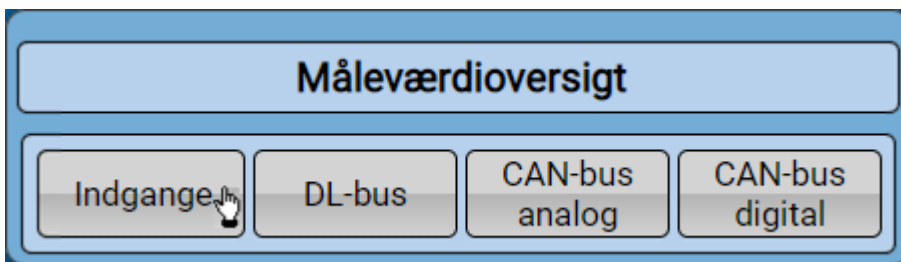 Måleværdioversigt
Indgange
DL-bus
CAN-bus
analog
CAN-bus
digital